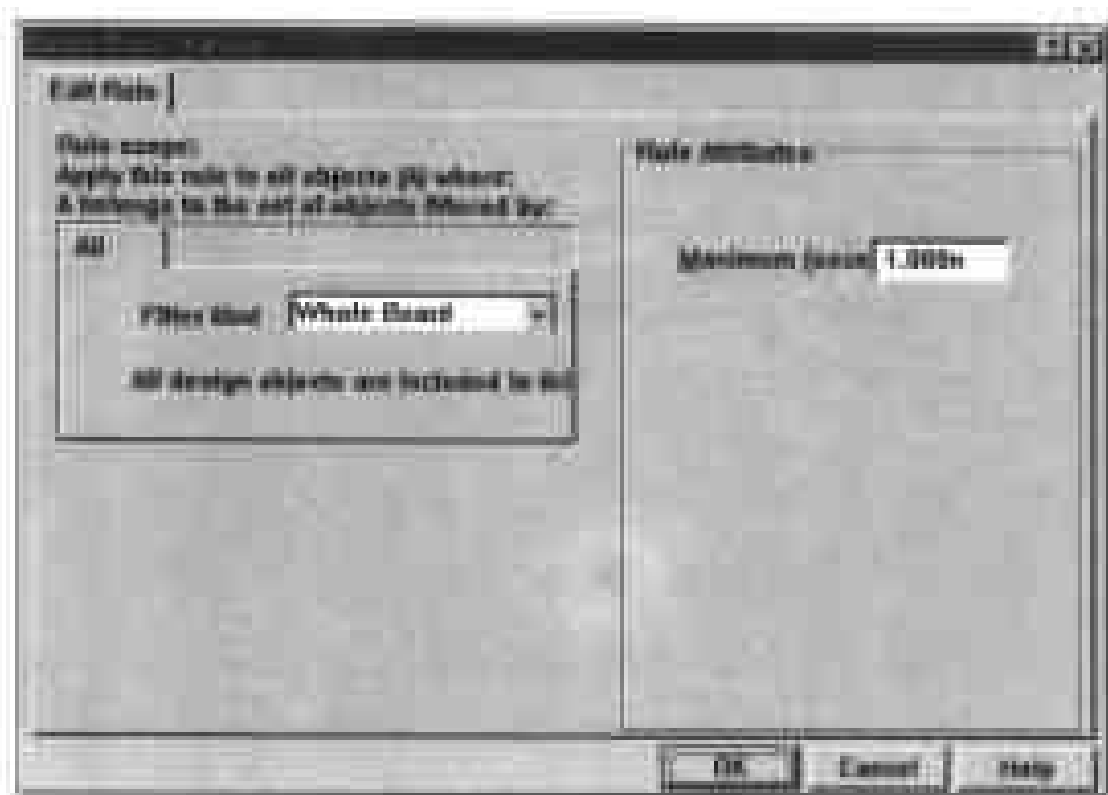 Edit Rule
Rule scope:
Apply this rule to all objects (A) where:
A belongs to the set of objects filtered by:
All
Filter kind Whole Board
All design objects are included in
Rule Attributes
Maximum
OK Cancel Help